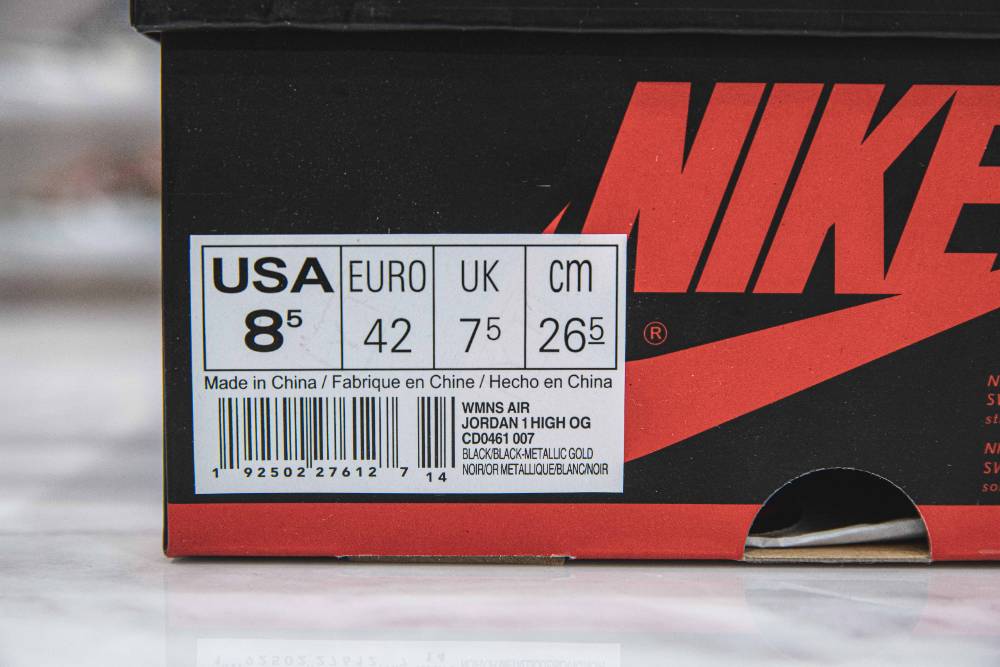 NIKE
®
USA EURO UK cm
8⁵ 42 7⁵ 26⁵
Made in China / Fabrique en Chine / Hecho en China
WMNS AIR
JORDAN 1 HIGH OG
CD0461 007
BLACK/BLACK-METALLIC GOLD
NOIR/OR METALLIQUE/BLANC/NOIR
1 92502 27612 7 14